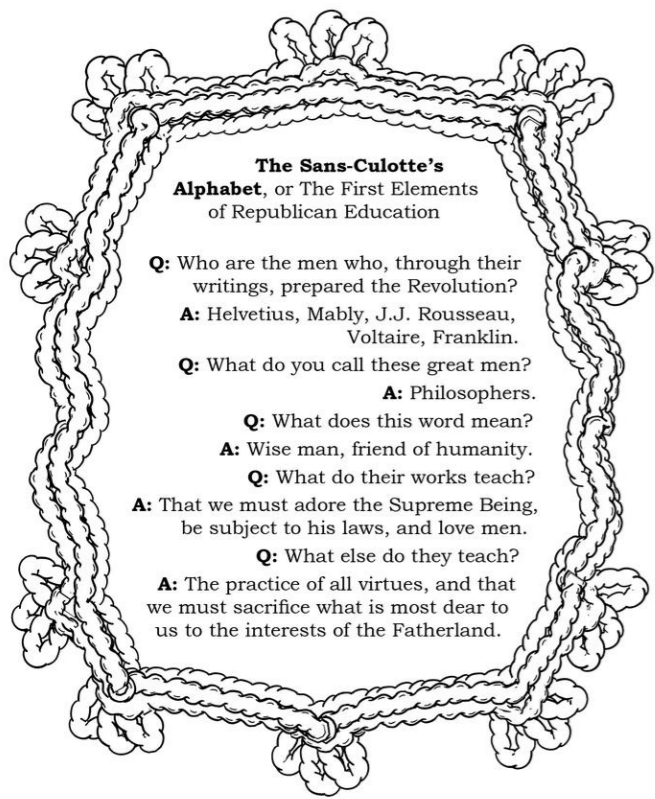 The Sans-Culotte's
Alphabet, or The First Elements
of Republican Education
Q: Who are the men who, through their
writings, prepared the Revolution?
A: Helvetius, Mably, J.J. Rousseau,
Voltaire, Franklin.
Q: What do you call these great men?
A: Philosophers.
Q: What does this word mean?
A: Wise man, friend of humanity.
Q: What do their works teach?
A: That we must adore the Supreme Being,
be subject to his laws, and love men.
Q: What else do they teach?
A: The practice of all virtues, and that
we must sacrifice what is most dear to
us to the interests of the Fatherland.